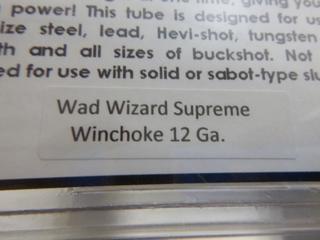 power! This tube is designed for us
ize steel, lead, Hevi-shot, tungsten
th and all sizes of buckshot. Not
ed for use with solid or sabot-type slu
Wad Wizard Supreme
Winchoke 12 Ga.